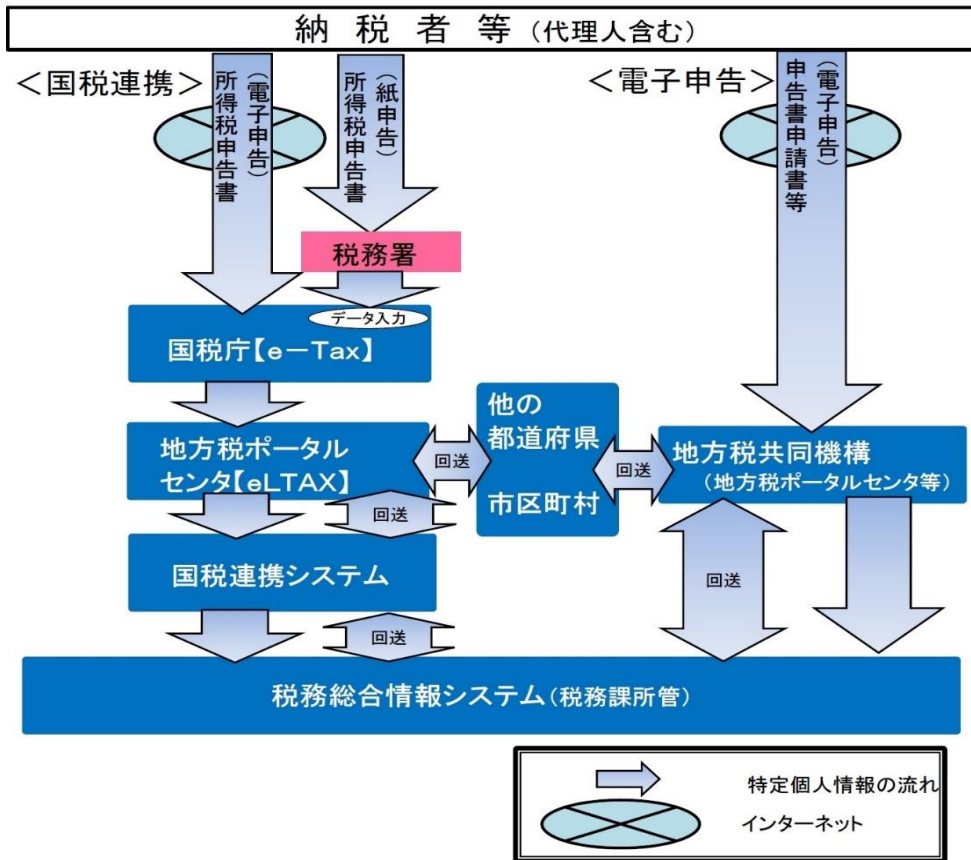 納税者等(代理人含む)
＜国税連携＞
(電子申告)
所得税申告書
(紙申告)
所得税申告書
＜電子申告＞
(電子申告)
申告書申請書等
税務署
データ入力
国税庁【e－Tax】
地方税ポータル
センタ【eLTAX】
回送
他の
都道府県
市区町村
回送
地方税共同機構
(地方税ポータルセンタ等)
回送
国税連携システム
回送
回送
税務総合情報システム(税務課所管)
特定個人情報の流れ
インターネット